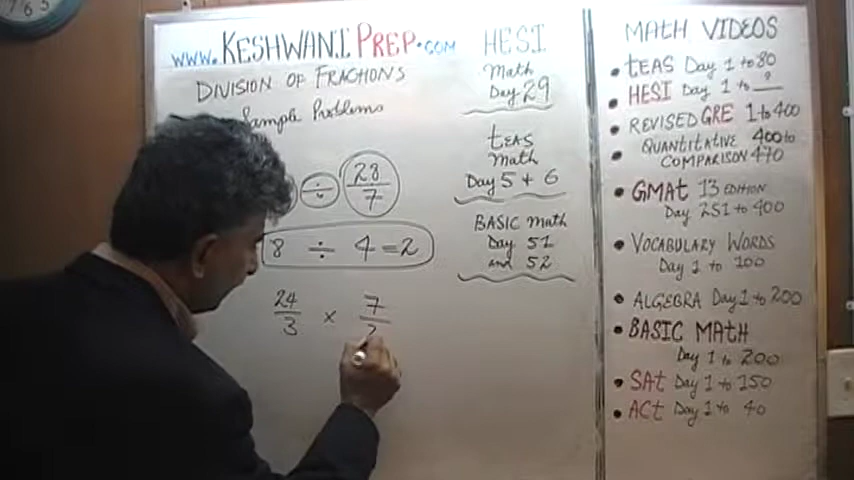 www.KESHWANI PREP.COM
DIVISION OF FRACTIONS
Sample Problems
÷ 28/7
8 ÷ 4 = 2
24/3 x 7/2
HESI
Math
Day 29
tEAS
Math
Day 5 + 6
BASIC Math
Day 51
and 52
MATH VIDEOS
• tEAS Day 1 to 80
• HESI Day 1 to ?
• REVISED GRE 1 to 400
• QUANTITATIVE 400 to
COMPARISON 470
• GMAt 13 EDITION
Day 251 to 400
• VOCABULARY WORDS
Day 1 to 100
• ALGEBRA Day 1 to 200
• BASIC MATH
Day 1 to 200
• SAt Day 1 to 150
• ACt Day 1 to 40